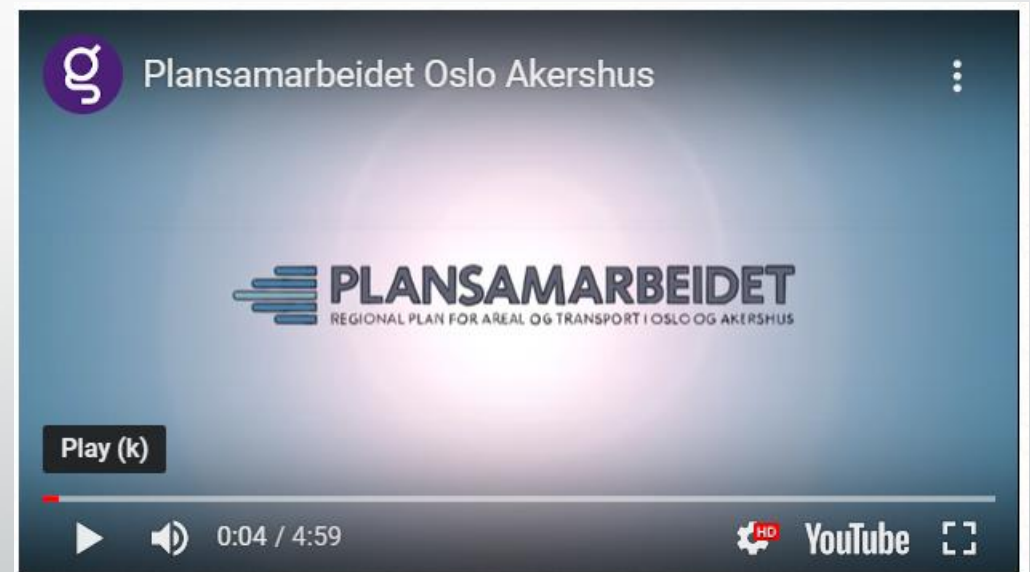 g Plansamarbeidet Oslo Akershus
PLANSAMARBEIDET
REGIONAL PLAN FOR AREAL OG TRANSPORT I OSLO OG AKERSHUS
Play (k)
0:04 / 4:59 HD YouTube